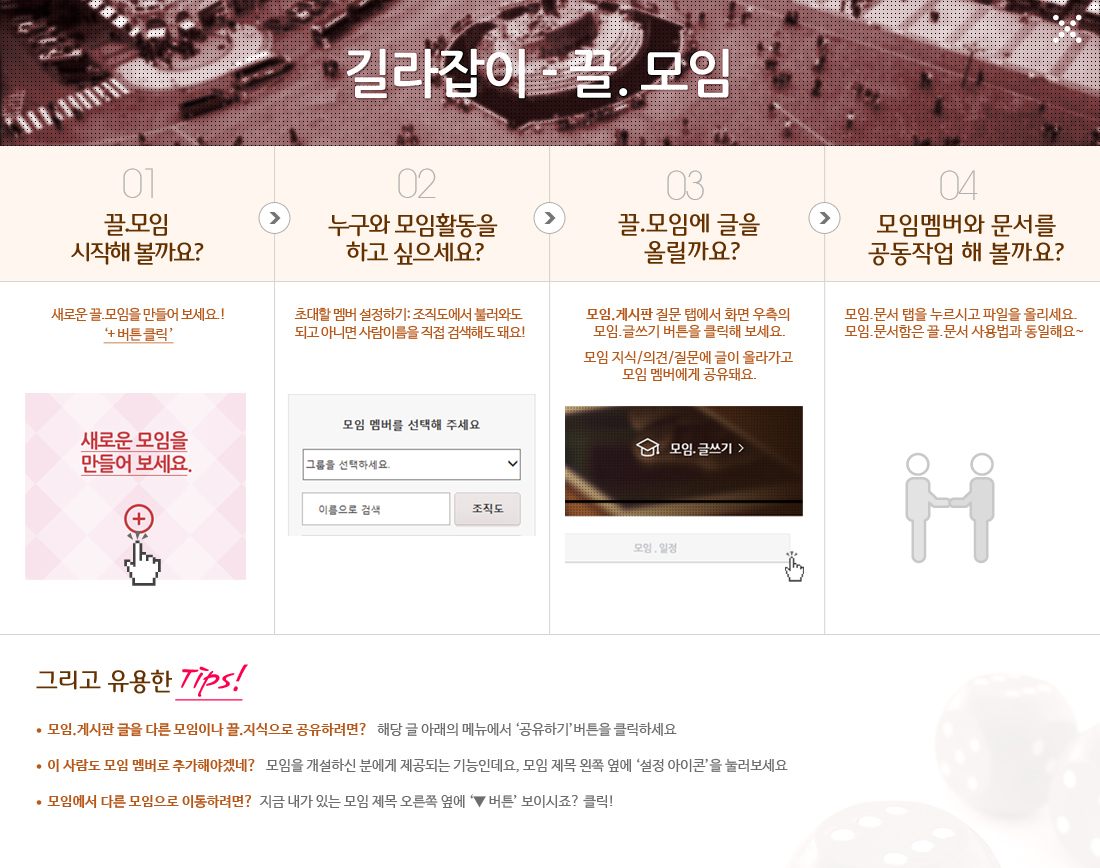 길라잡이 - 끌. 모임
01
끌.모임
시작해 볼까요?
02
누구와 모임활동을
하고 싶으세요?
03
끌.모임에 글을
올릴까요?
04
모임멤버와 문서를
공동작업 해 볼까요?
새로운 끌.모임을 만들어 보세요.!
‘+ 버튼 클릭’
새로운 모임을
만들어 보세요.
초대할 멤버 설정하기: 조직도에서 불러와도
되고 아니면 사람이름을 직접 검색해도 돼요!
모임 멤버를 선택해 주세요
그룹을 선택하세요.
이름으로 검색
조직도
모임.게시판 질문 탭에서 화면 우측의
모임.글쓰기 버튼을 클릭해 보세요.
모임 지식/의견/질문에 글이 올라가고
모임 멤버에게 공유돼요.
모임.글쓰기 >
모임.일정
모임.문서 탭을 누르시고 파일을 올리세요.
모임.문서함은 끌.문서 사용법과 동일해요~
그리고 유용한 Tips!
• 모임.게시판 글을 다른 모임이나 끌.지식으로 공유하려면? 해당 글 아래의 메뉴에서 ‘공유하기’버튼을 클릭하세요
• 이 사람도 모임 멤버로 추가해야겠네? 모임을 개설하신 분에게 제공되는 기능인데요, 모임 제목 왼쪽 옆에 ‘설정 아이콘’을 눌러보세요
• 모임에서 다른 모임으로 이동하려면? 지금 내가 있는 모임 제목 오른쪽 옆에 ‘▼버튼’ 보이시죠? 클릭!